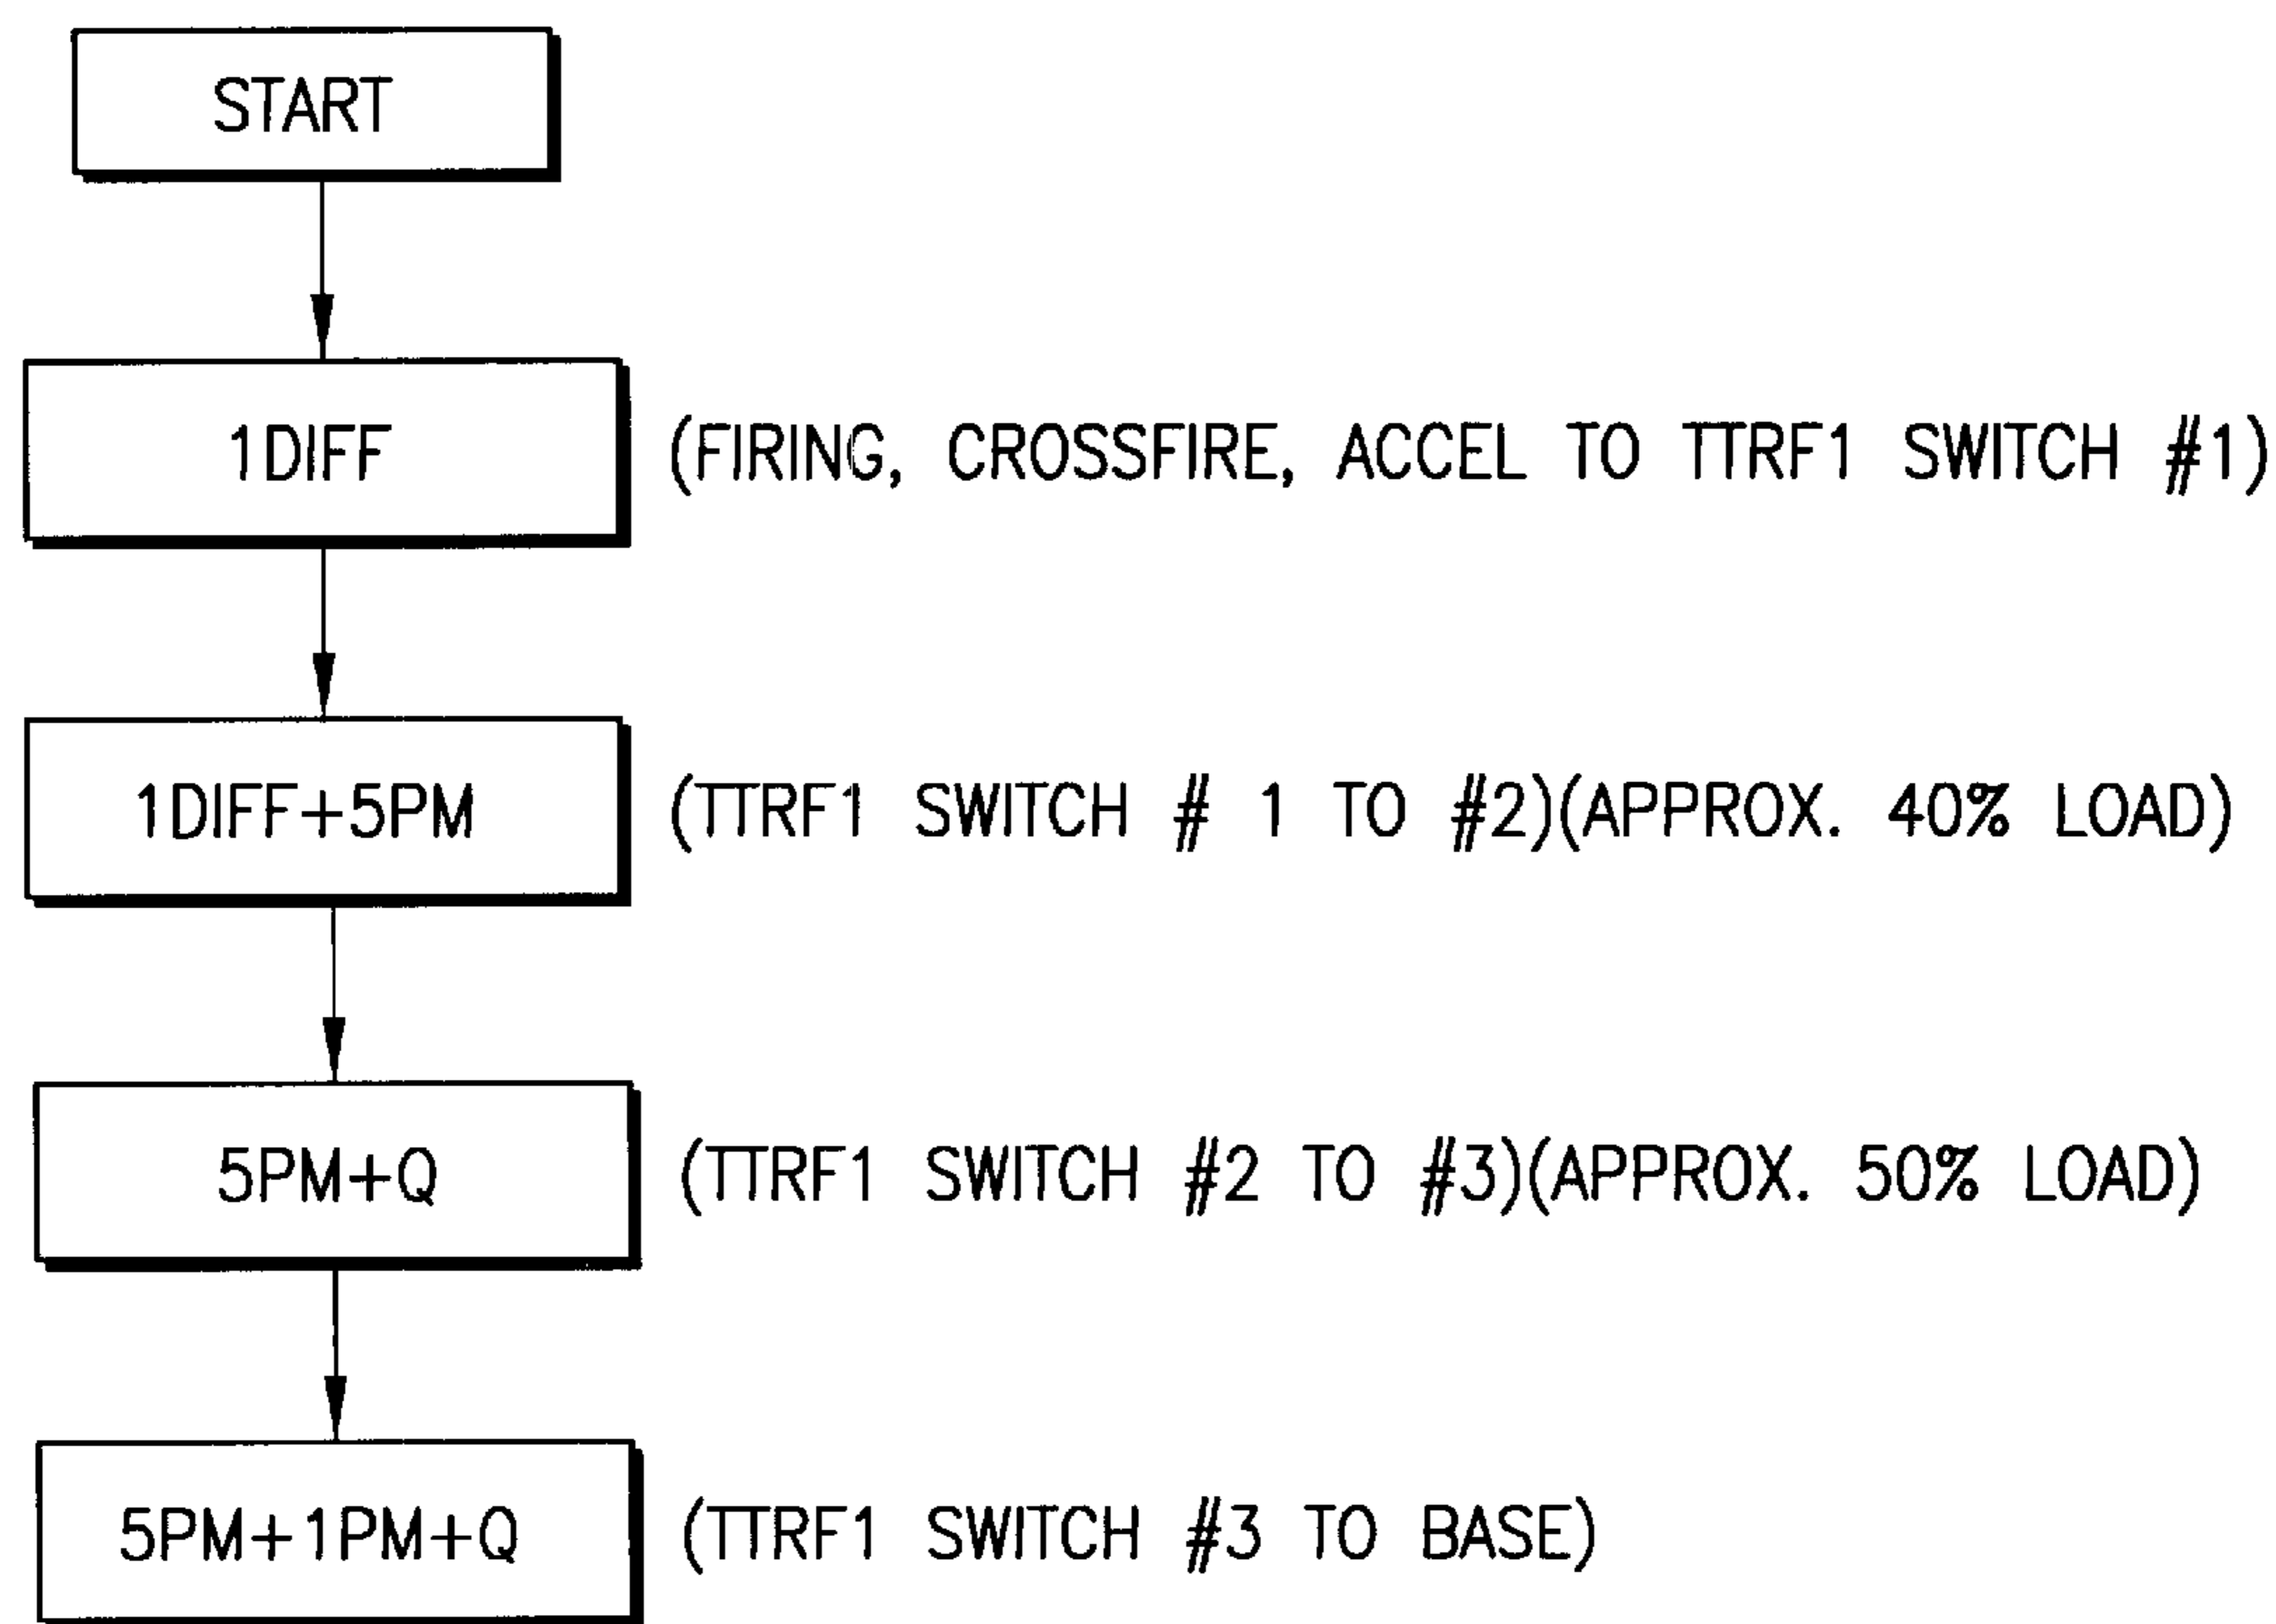 START
1DIFF (FIRING, CROSSFIRE, ACCEL TO TTRF1 SWITCH #1)
1DIFF+5PM (TTRF1 SWITCH # 1 TO #2)(APPROX. 40% LOAD)
5PM+Q (TTRF1 SWITCH #2 TO #3)(APPROX. 50% LOAD)
5PM+1PM+Q (TTRF1 SWITCH #3 TO BASE)